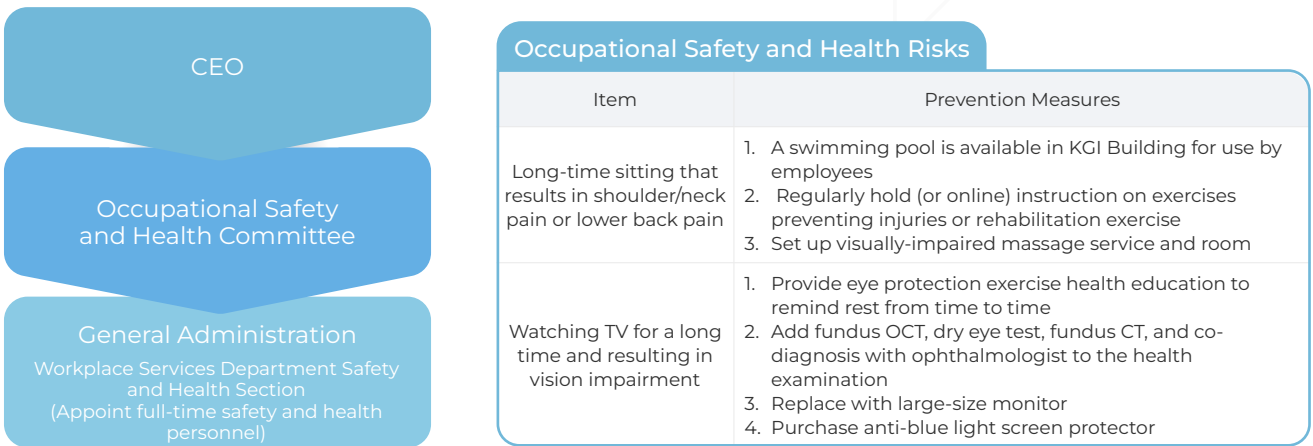 CEO
Occupational Safety
and Health Committee
General Administration
Workplace Services Department Safety
and Health Section
(Appoint full-time safety and health
personnel)
Occupational Safety and Health Risks
Item
Prevention Measures
Long-time sitting that
results in shoulder/neck
pain or lower back pain
1. A swimming pool is available in KGI Building for use by
employees
2. Regularly hold (or online) instruction on exercises
preventing injuries or rehabilitation exercise
3. Set up visually-impaired massage service and room
Watching TV for a long
time and resulting in
vision impairment
1. Provide eye protection exercise health education to
remind rest from time to time
2. Add fundus OCT, dry eye test, fundus CT, and co-
diagnosis with ophthalmologist to the health
examination
3. Replace with large-size monitor
4. Purchase anti-blue light screen protector